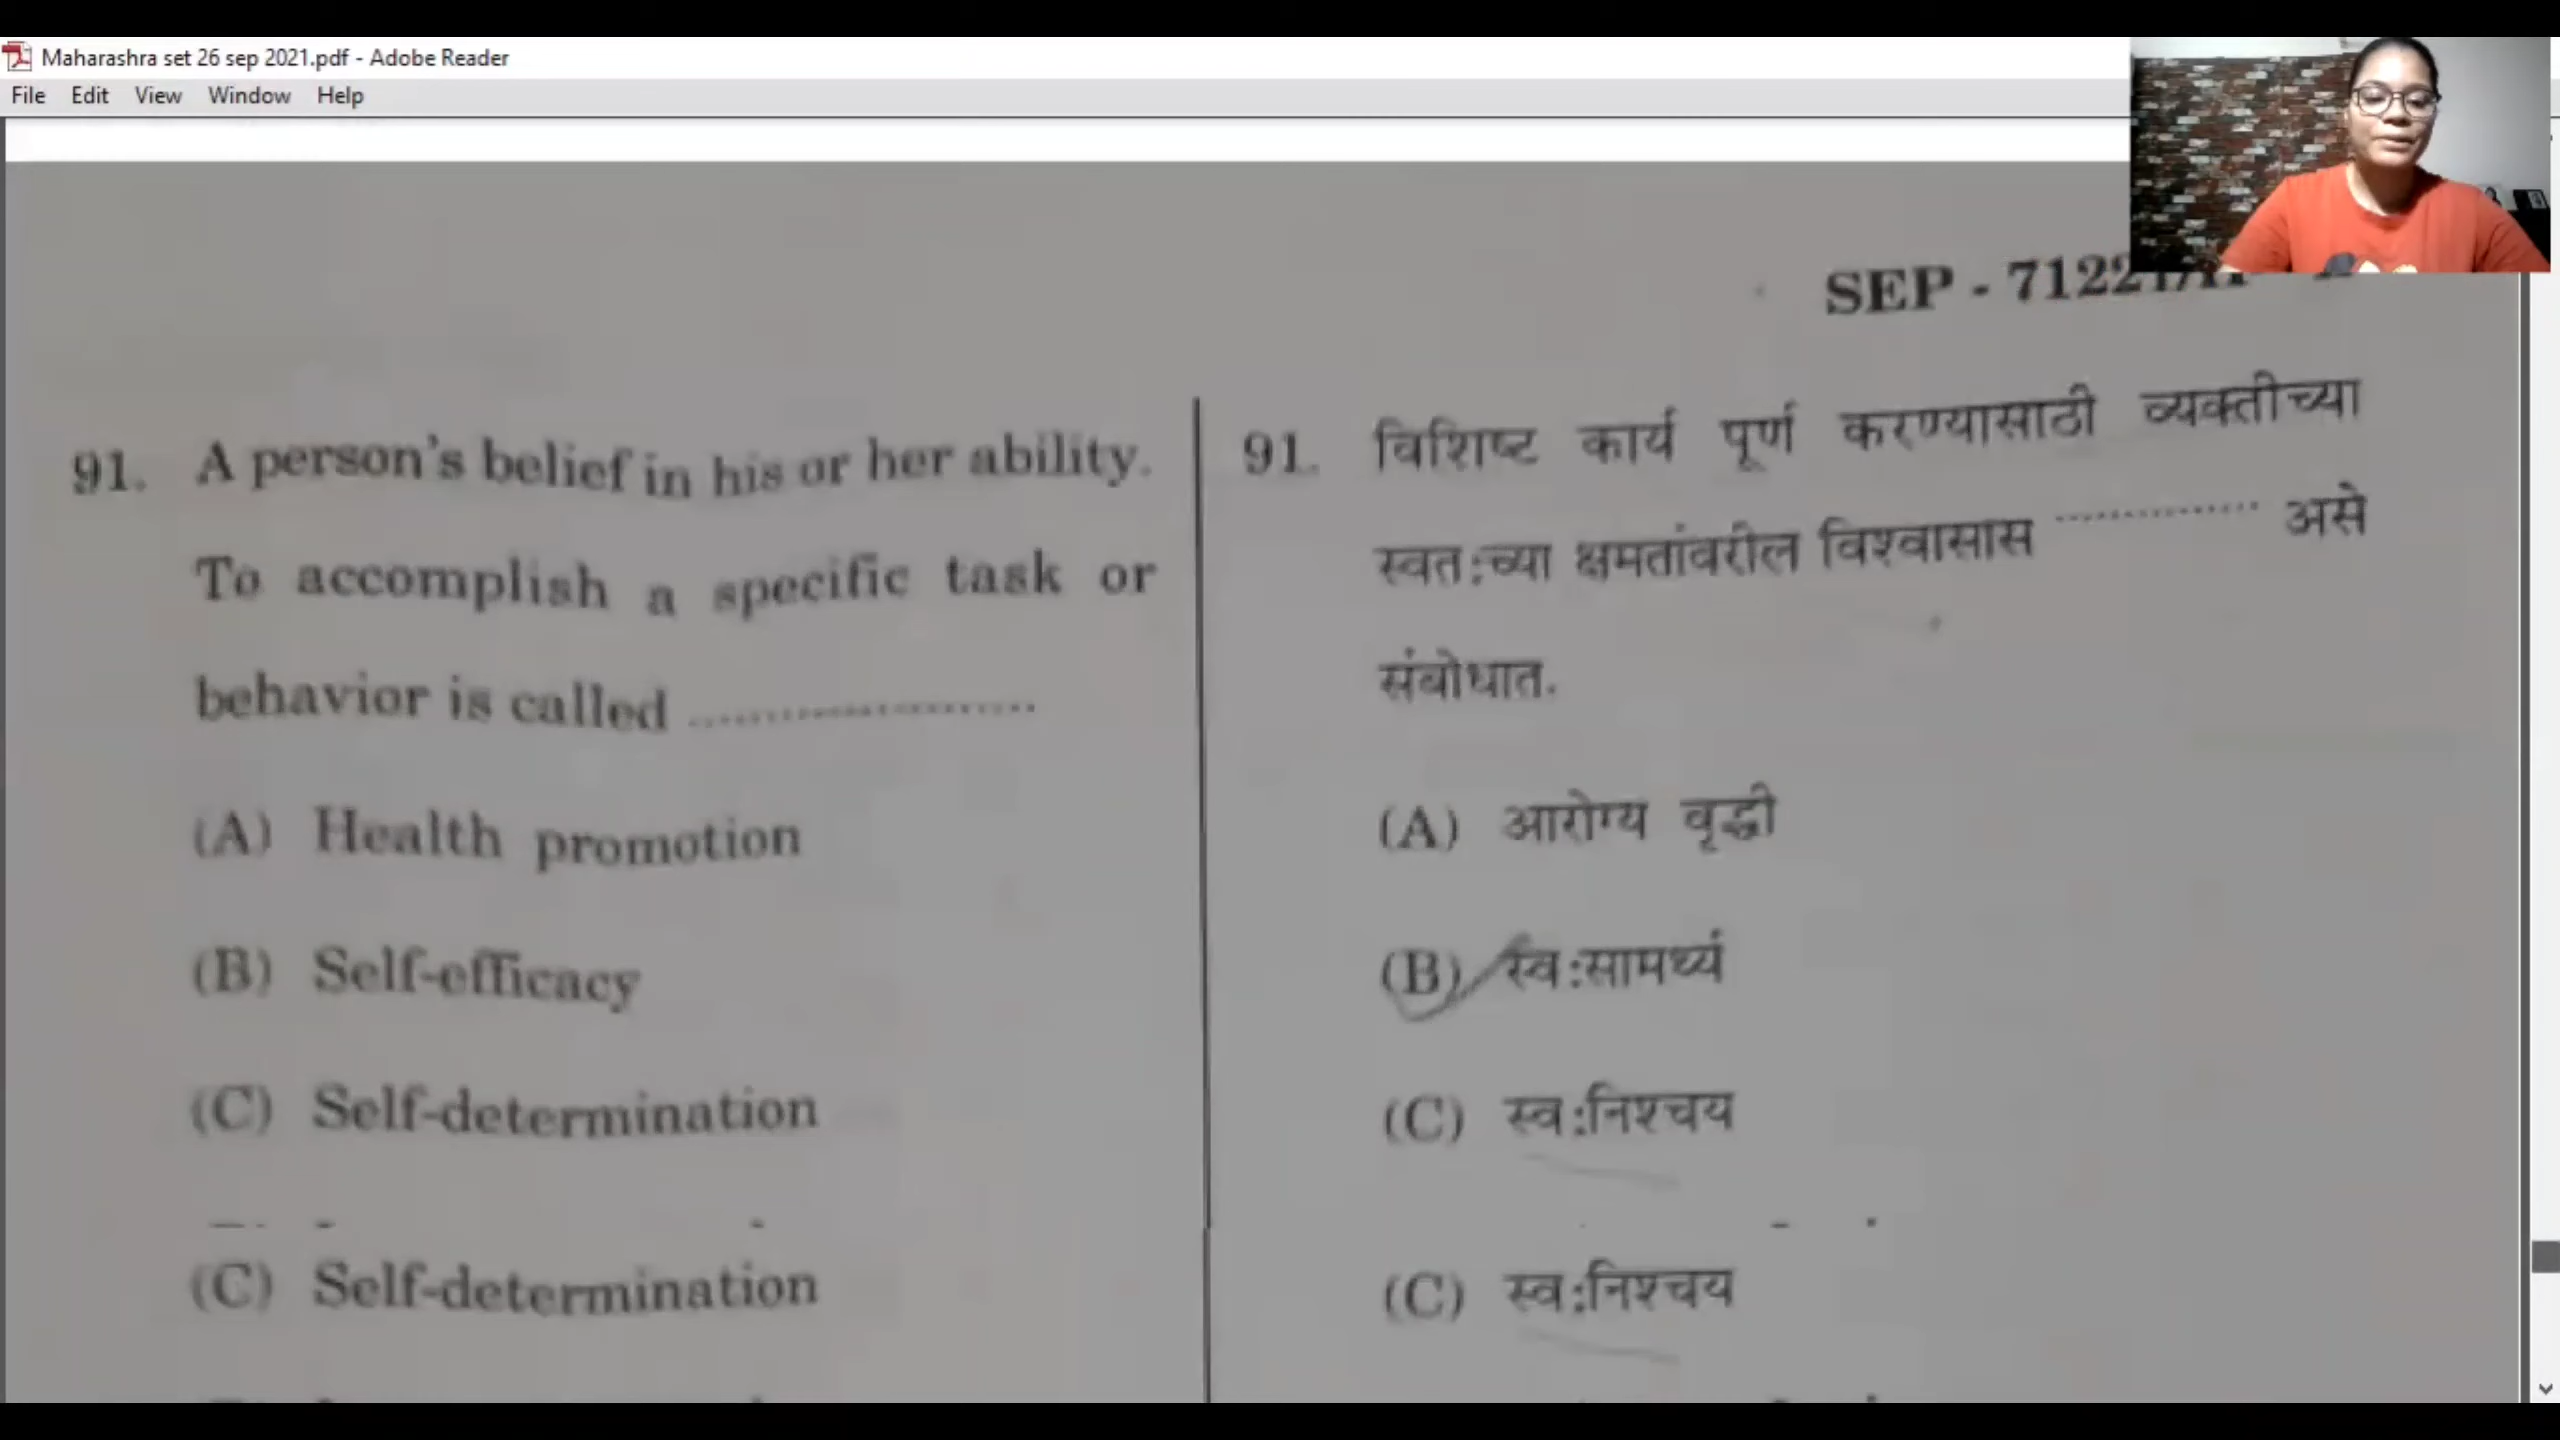 Maharashra set 26 sep 2021.pdf - Adobe Reader
File Edit View Window Help
SEP - 7122
91. A person's belief in his or her ability.
To accomplish a specific task or
behavior is called ........................
(A) Health promotion
(B) Self-efficacy
(C) Self-determination
(C) Self-determination
91. विशिष्ट कार्य पूर्ण करण्यासाठी व्यक्तीच्या
स्वत:च्या क्षमतांवरील विश्वासास ................ असे
संबोधात.
(A) आरोग्य वृद्धी
(B) स्व:सामर्थ्य
(C) स्व:निश्चय
(C) स्व:निश्चय